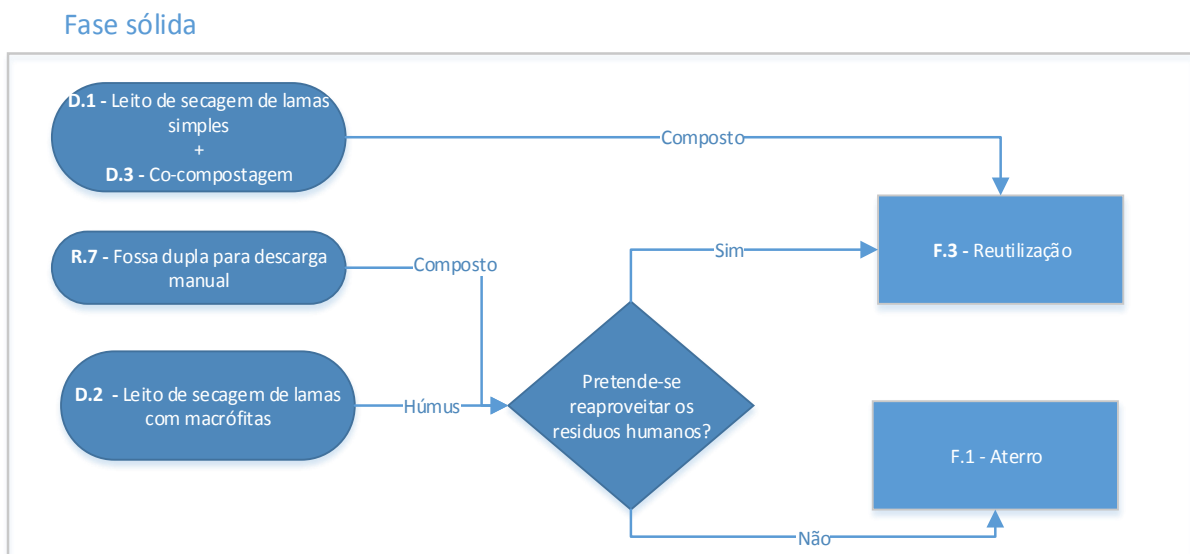 Fase sólida
D.1 - Leito de secagem de lamas
simples
+
D.3 - Co-compostagem
Composto
R.7 - Fossa dupla para descarga
manual
Composto
Sim
F.3 - Reutilização
D.2 - Leito de secagem de lamas
com macrófitas
Húmus
Pretende-se
reaproveitar os
residuos humanos?
F.1 - Aterro
Não